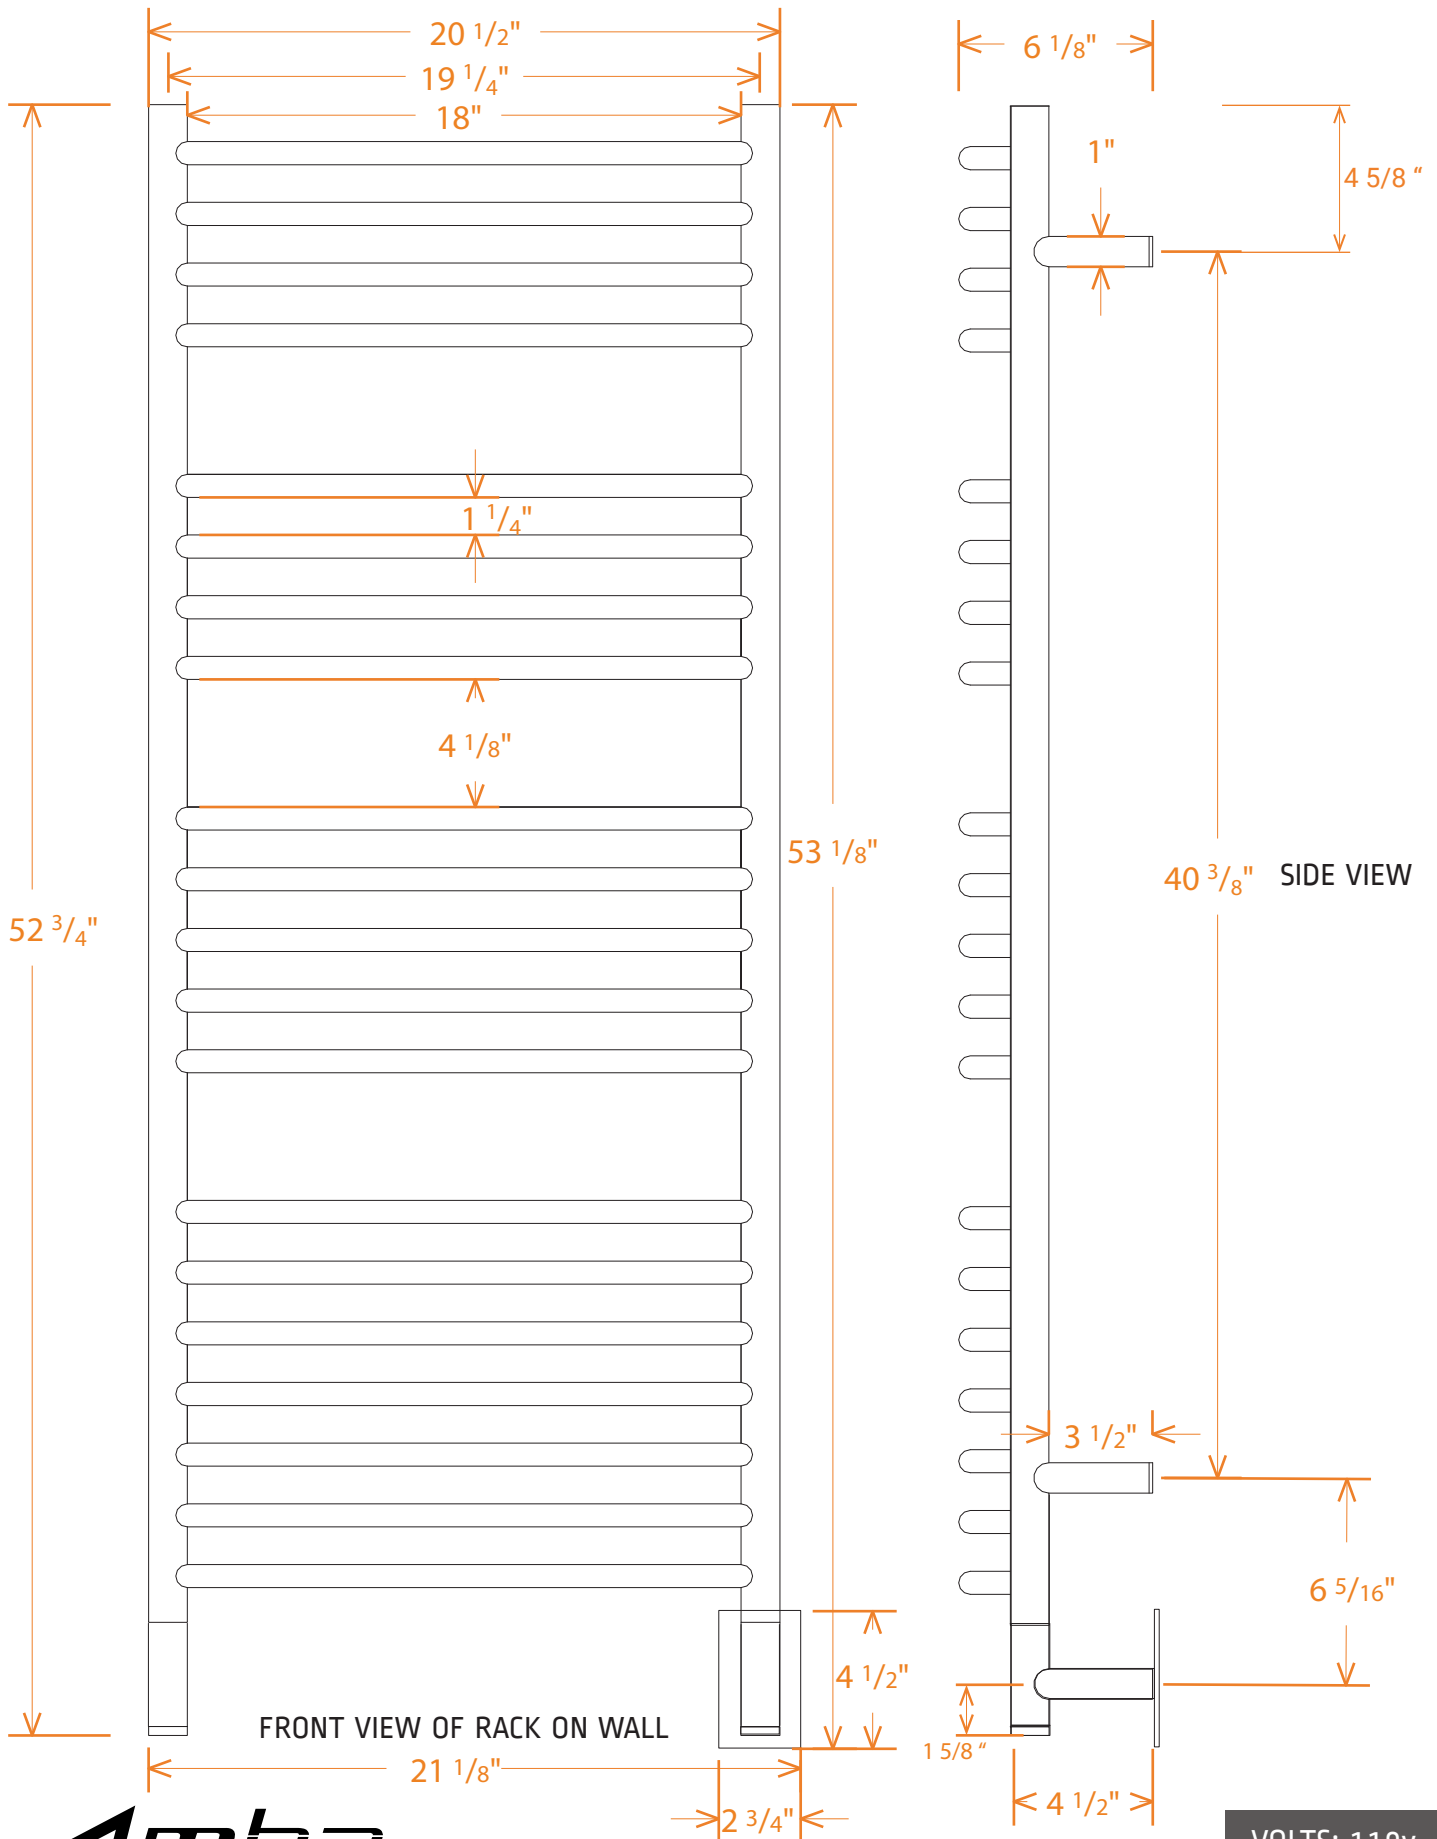 20 1/2"
6 1/8"
19 1/4"
18"
1"
4 5/8 “
1 1/4"
4 1/8"
53 1/8"
40 3/8"
SIDE VIEW
52 3/4"
3 1/2"
6 5/16"
4 1/2"
FRONT VIEW OF RACK ON WALL
1 5/8 “
21 1/8"
4 1/2"
2 3/4"
Amba
VOLTS: 110v